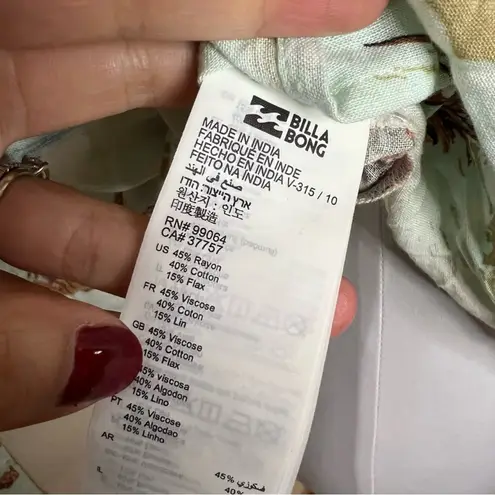 BILLA
BONG
MADE IN INDIA
FABRIQUE EN INDE
HECHO EN INDIA V-315 / 10
FEITO NA INDIA
صنع في الهند
ארץ הייצור: הודו
원산지: 인도
印度製造
RN# 99064
CA# 37757
US 45% Rayon
40% Cotton
15% Flax
FR 45% Viscose
40% Coton
15% Lin
GB 45% Viscose
40% Cotton
15% Flax
45% viscosa
40% Algodon
15% Lino
PT 45% Viscose
40% Algodao
15% Linho
AR
45% فسكوزي
40%
IL